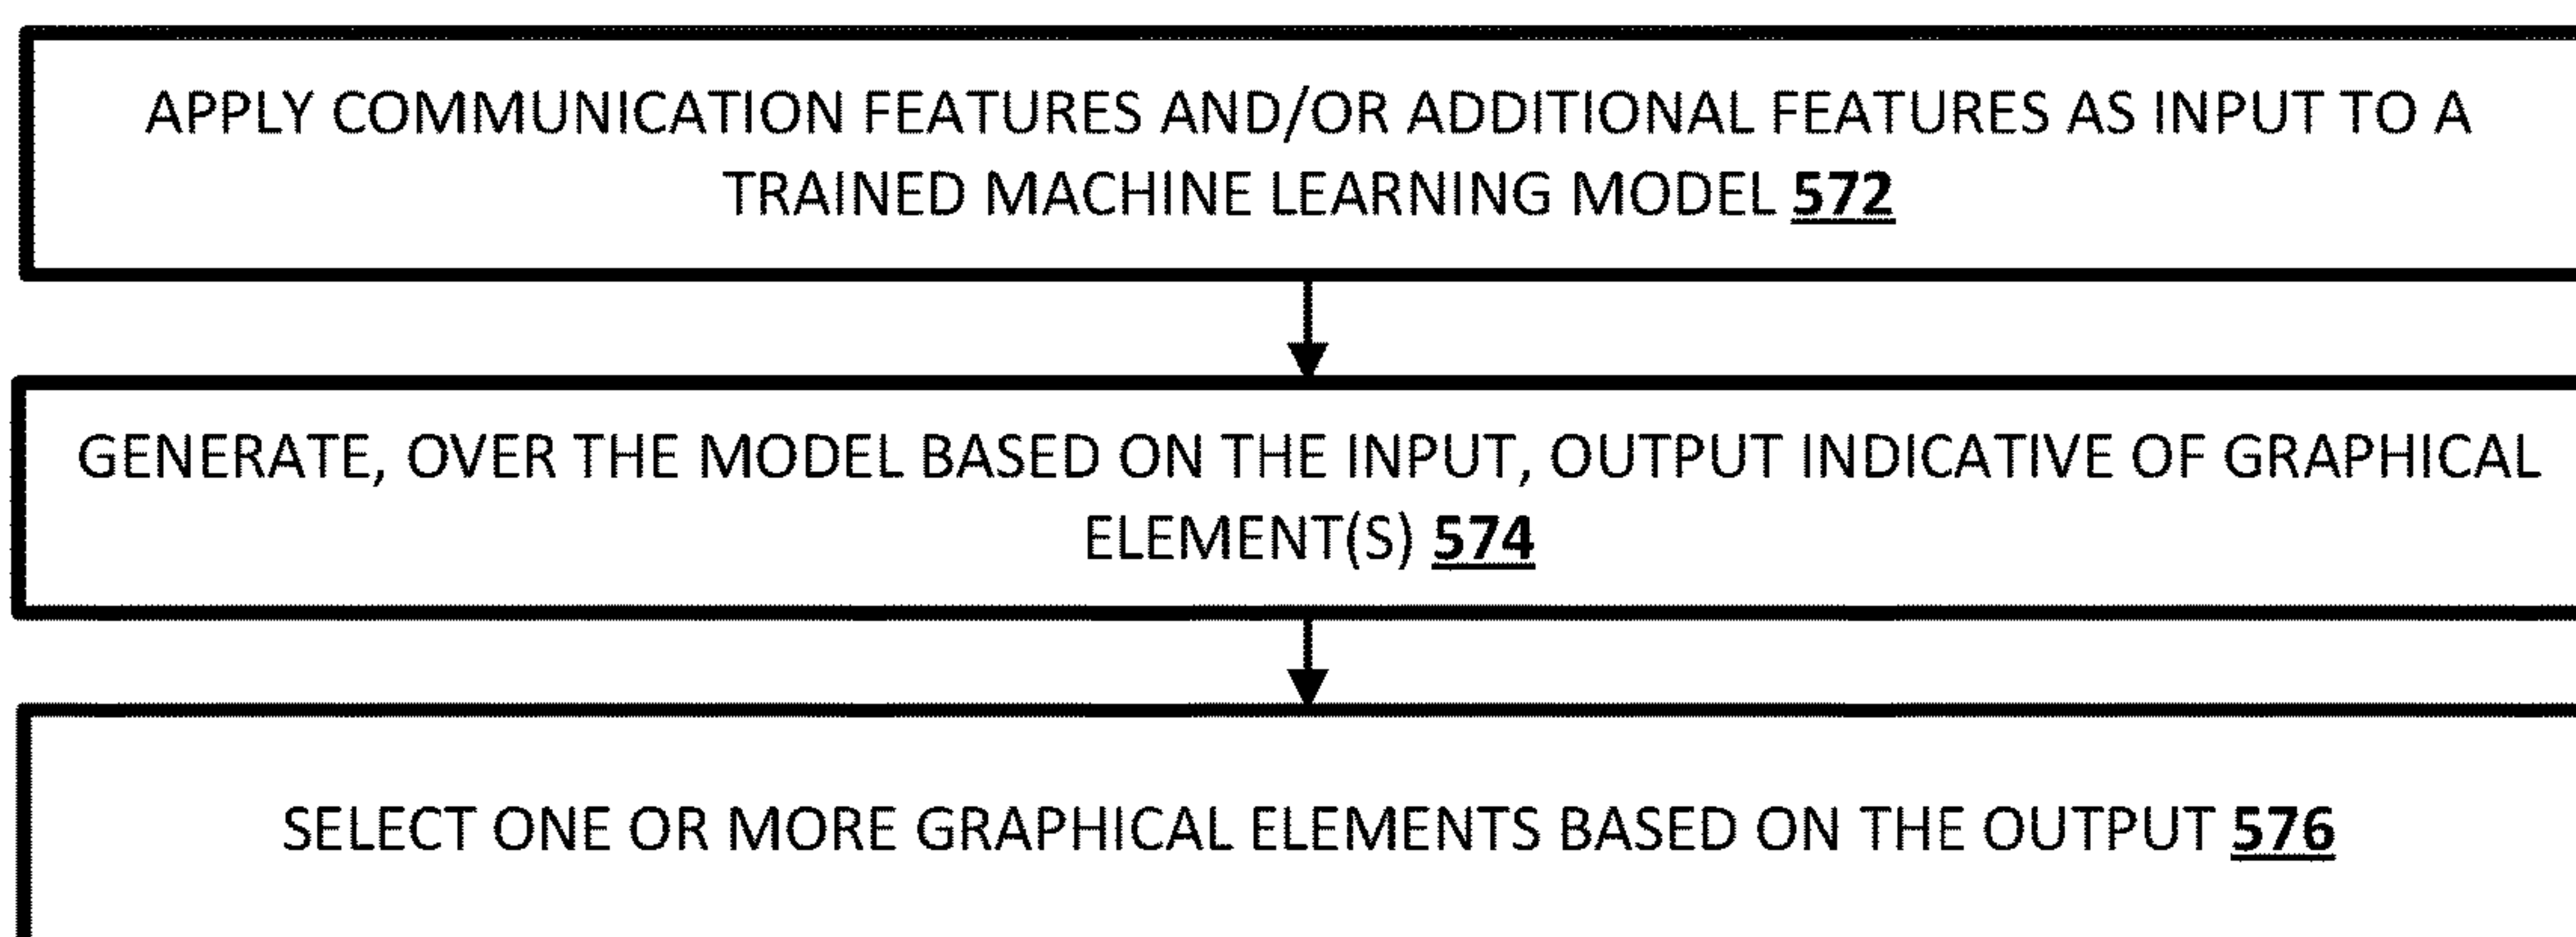 APPLY COMMUNICATION FEATURES AND/OR ADDITIONAL FEATURES AS INPUT TO A
TRAINED MACHINE LEARNING MODEL 572
GENERATE, OVER THE MODEL BASED ON THE INPUT, OUTPUT INDICATIVE OF GRAPHICAL
ELEMENT(S) 574
SELECT ONE OR MORE GRAPHICAL ELEMENTS BASED ON THE OUTPUT 576